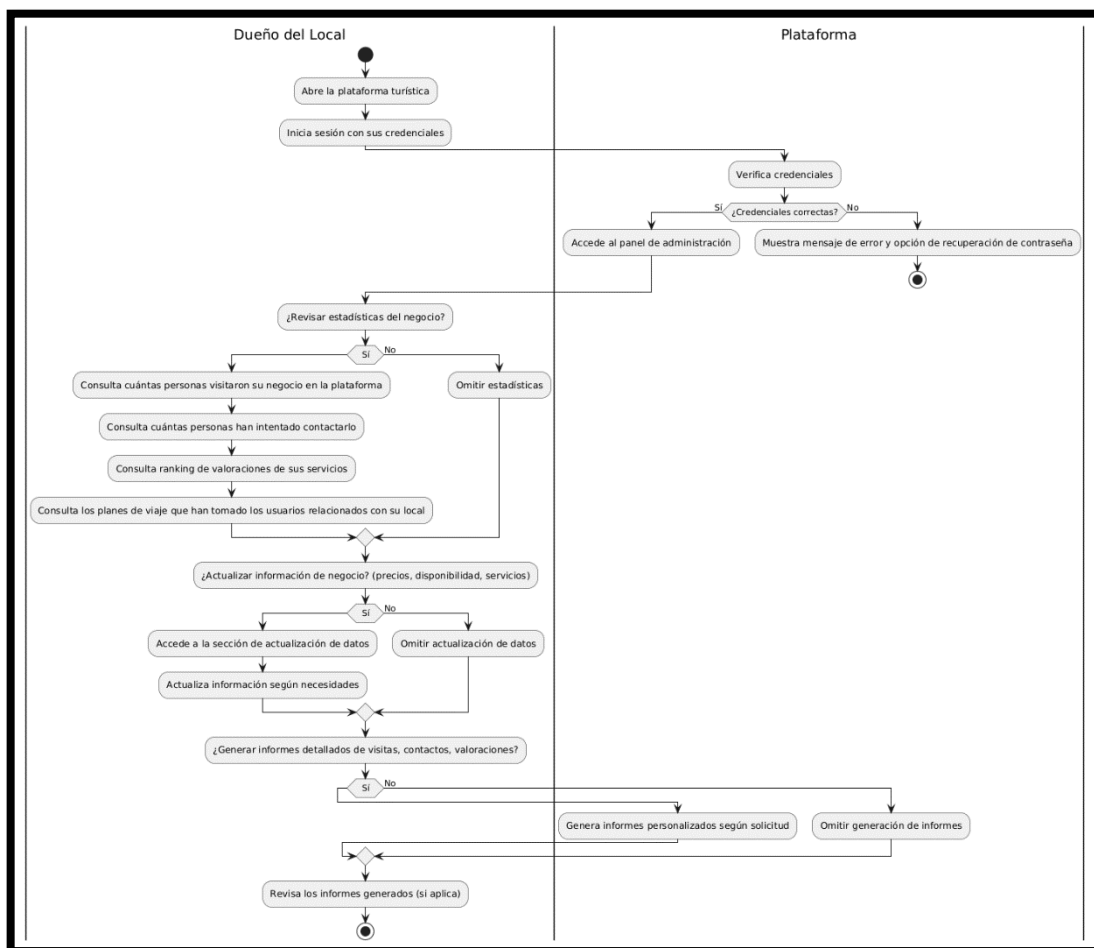 Dueño del Local
Plataforma
Abre la plataforma turística
Inicia sesión con sus credenciales
Verifica credenciales
Sí
¿Credenciales correctas?
No
Accede al panel de administración
Muestra mensaje de error y opción de recuperación de contraseña
¿Revisar estadísticas del negocio?
Sí
No
Consulta cuántas personas visitaron su negocio en la plataforma
Omitir estadísticas
Consulta cuántas personas han intentado contactarlo
Consulta ranking de valoraciones de sus servicios
Consulta los planes de viaje que han tomado los usuarios relacionados con su local
¿Actualizar información de negocio? (precios, disponibilidad, servicios)
Sí
No
Accede a la sección de actualización de datos
Omitir actualización de datos
Actualiza información según necesidades
¿Generar informes detallados de visitas, contactos, valoraciones?
Sí
No
Genera informes personalizados según solicitud
Omitir generación de informes
Revisa los informes generados (si aplica)